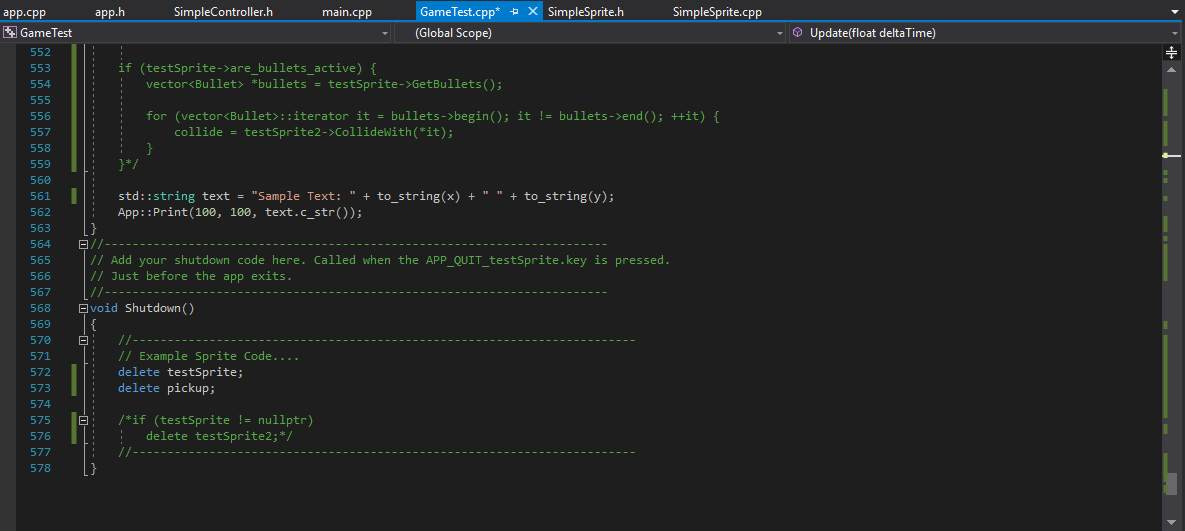 app.cpp app.h SimpleController.h main.cpp GameTest.cpp* SimpleSprite.h SimpleSprite.cpp
GameTest (Global Scope) Update(float deltaTime)
552
553 if (testSprite->are_bullets_active) {
554 vector<Bullet> *bullets = testSprite->GetBullets();
555
556 for (vector<Bullet>::iterator it = bullets->begin(); it != bullets->end(); ++it) {
557 collide = testSprite2->CollideWith(*it);
558 }
559 }*/
560
561 std::string text = "Sample Text: " + to_string(x) + " " + to_string(y);
562 App::Print(100, 100, text.c_str());
563 }
564 //------------------------------------------------------------------------
565 // Add your shutdown code here. Called when the APP_QUIT_testSprite.key is pressed.
566 // Just before the app exits.
567 //------------------------------------------------------------------------
568 void Shutdown()
569 {
570 //------------------------------------------------------------------------
571 // Example Sprite Code....
572 delete testSprite;
573 delete pickup;
574
575 /*if (testSprite != nullptr)
576 delete testSprite2;*/
577 //------------------------------------------------------------------------
578 }